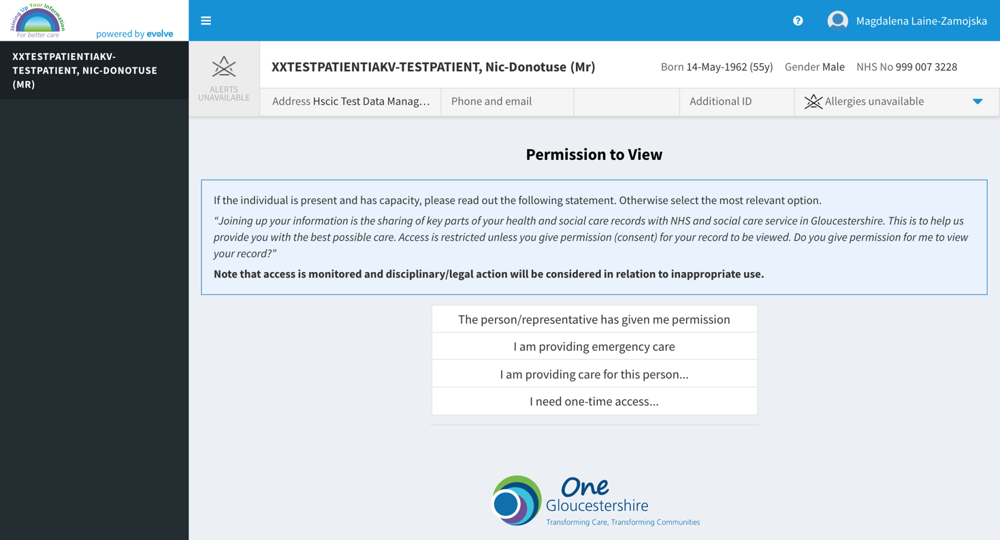 Joining Up Your Information
For better care
powered by evolve
Magdalena Laine-Zamojska
XXTESTPATIENTIAKV-
TESTPATIENT, NIC-DONOTUSE
(MR)
ALERTS
UNAVAILABLE
XXTESTPATIENTIAKV-TESTPATIENT, Nic-Donotuse (Mr)
Born 14-May-1962 (55y) Gender Male NHS No 999 007 3228
Address Hscic Test Data Manag... Phone and email Additional ID Allergies unavailable
Permission to View
If the individual is present and has capacity, please read out the following statement. Otherwise select the most relevant option.
“Joining up your information is the sharing of key parts of your health and social care records with NHS and social care service in Gloucestershire. This is to help us
provide you with the best possible care. Access is restricted unless you give permission (consent) for your record to be viewed. Do you give permission for me to view
your record?”
Note that access is monitored and disciplinary/legal action will be considered in relation to inappropriate use.
The person/representative has given me permission
I am providing emergency care
I am providing care for this person...
I need one-time access...
One
Gloucestershire
Transforming Care, Transforming Communities